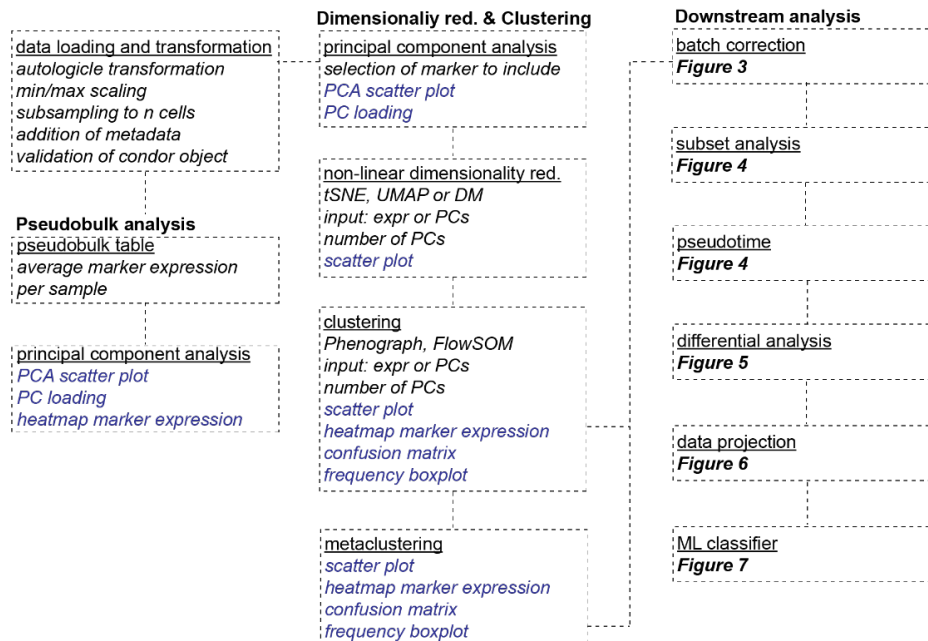 data loading and transformation
autologicle transformation
min/max scaling
subsampling to n cells
addition of metadata
validation of condor object
Pseudobulk analysis
pseudobulk table
average marker expression
per sample
principal component analysis
PCA scatter plot
PC loading
heatmap marker expression
Dimensionaliy red. & Clustering
principal component analysis
selection of marker to include
PCA scatter plot
PC loading
non-linear dimensionality red.
tSNE, UMAP or DM
input: expr or PCs
number of PCs
scatter plot
clustering
Phenograph, FlowSOM
input: expr or PCs
number of PCs
scatter plot
heatmap marker expression
confusion matrix
frequency boxplot
metaclustering
scatter plot
heatmap marker expression
confusion matrix
frequency boxplot
Downstream analysis
batch correction
Figure 3
subset analysis
Figure 4
pseudotime
Figure 4
differential analysis
Figure 5
data projection
Figure 6
ML classifier
Figure 7